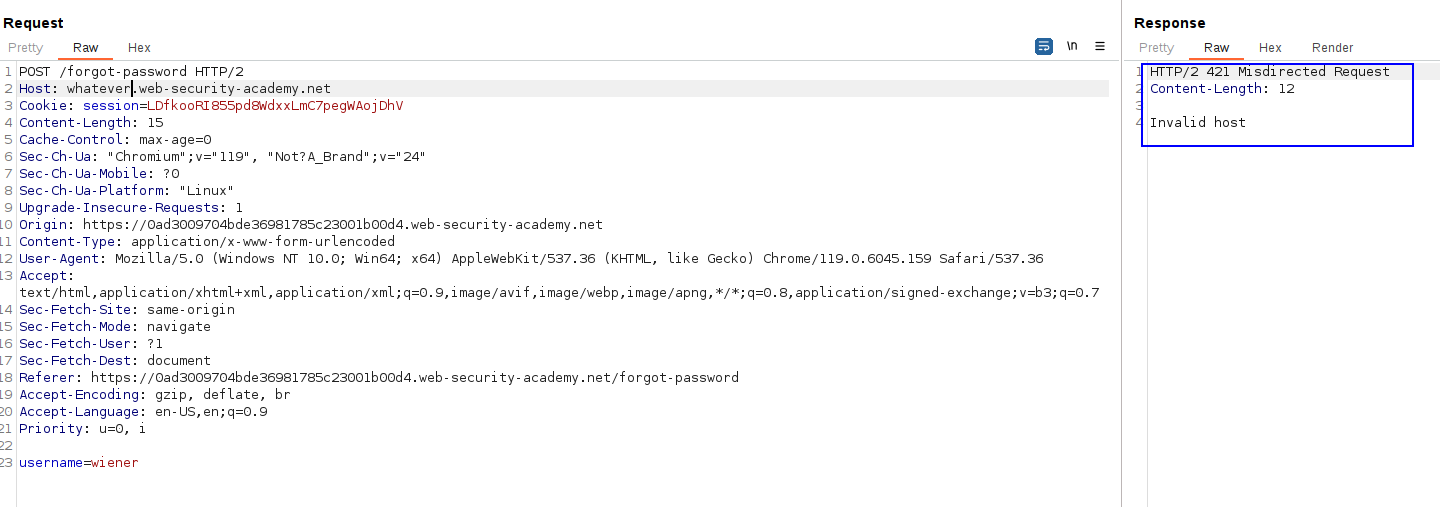 Request
Pretty Raw Hex \n
1 POST /forgot-password HTTP/2
2 Host: whatever.web-security-academy.net
3 Cookie: session=LDfkooRI855pd8WdxxLmC7pegWAojDhV
4 Content-Length: 15
5 Cache-Control: max-age=0
6 Sec-Ch-Ua: "Chromium";v="119", "Not?A_Brand";v="24"
7 Sec-Ch-Ua-Mobile: ?0
8 Sec-Ch-Ua-Platform: "Linux"
9 Upgrade-Insecure-Requests: 1
10 Origin: https://0ad3009704bde36981785c23001b00d4.web-security-academy.net
11 Content-Type: application/x-www-form-urlencoded
12 User-Agent: Mozilla/5.0 (Windows NT 10.0; Win64; x64) AppleWebKit/537.36 (KHTML, like Gecko) Chrome/119.0.6045.159 Safari/537.36
13 Accept:
text/html,application/xhtml+xml,application/xml;q=0.9,image/avif,image/webp,image/apng,*/*;q=0.8,application/signed-exchange;v=b3;q=0.7
14 Sec-Fetch-Site: same-origin
15 Sec-Fetch-Mode: navigate
16 Sec-Fetch-User: ?1
17 Sec-Fetch-Dest: document
18 Referer: https://0ad3009704bde36981785c23001b00d4.web-security-academy.net/forgot-password
19 Accept-Encoding: gzip, deflate, br
20 Accept-Language: en-US,en;q=0.9
21 Priority: u=0, i
22
23 username=wiener
Response
Pretty Raw Hex Render
1 HTTP/2 421 Misdirected Request
2 Content-Length: 12
3
4 Invalid host